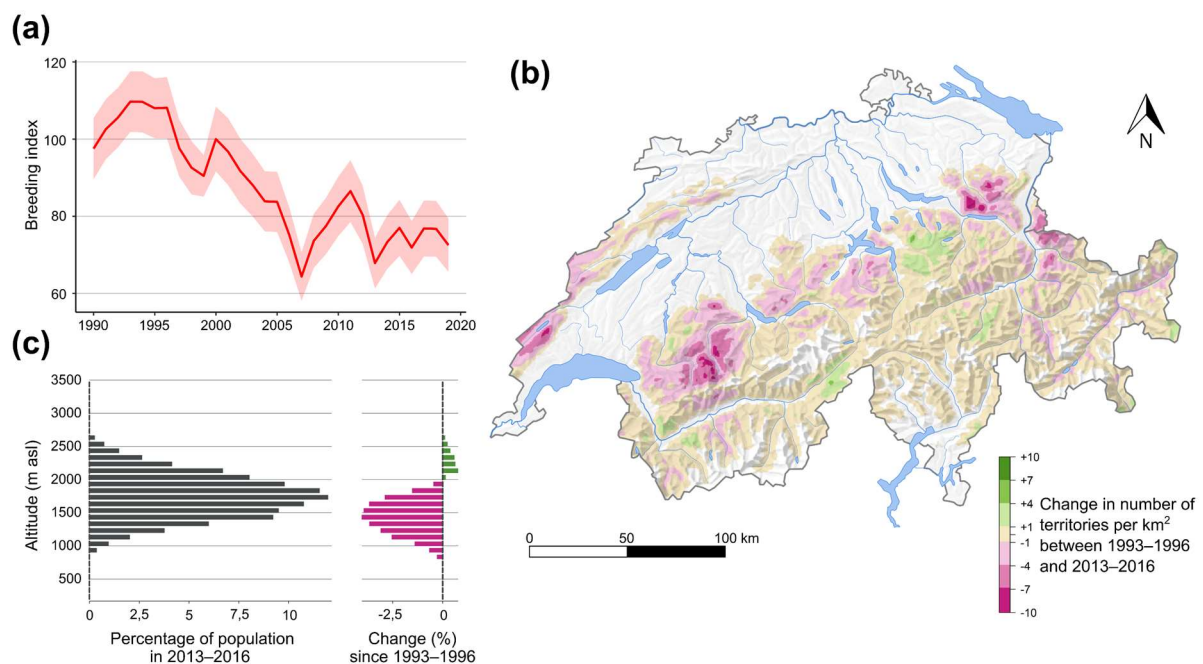 (a)
120
100
80
60
Breeding index
1990
1995
2000
2005
2010
2015
2020
(b)
N
0
50
100 km
+10
+7
+4
+1
-1
-4
-7
-10
Change in number of
territories per km²
between 1993–1996
and 2013–2016
(c)
3500
3000
2500
2000
1500
1000
500
Altitude (m asl)
0
2,5
5
7,5
10
Percentage of population
in 2013–2016
-2,5
0
Change (%)
since 1993–1996